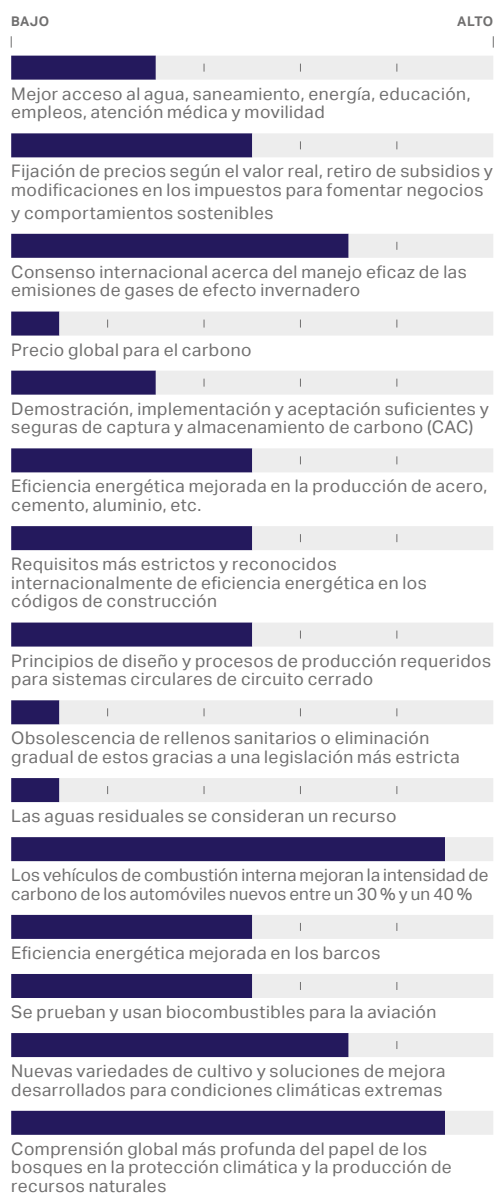 BAJO ALTO
Mejor acceso al agua, saneamiento, energía, educación,
empleos, atención médica y movilidad
Fijación de precios según el valor real, retiro de subsidios y
modificaciones en los impuestos para fomentar negocios
y comportamientos sostenibles
Consenso internacional acerca del manejo eficaz de las
emisiones de gases de efecto invernadero
Precio global para el carbono
Demostración, implementación y aceptación suficientes y
seguras de captura y almacenamiento de carbono (CAC)
Eficiencia energética mejorada en la producción de acero,
cemento, aluminio, etc.
Requisitos más estrictos y reconocidos
internacionalmente de eficiencia energética en los
códigos de construcción
Principios de diseño y procesos de producción requeridos
para sistemas circulares de circuito cerrado
Obsolescencia de rellenos sanitarios o eliminación
gradual de estos gracias a una legislación más estricta
Las aguas residuales se consideran un recurso
Los vehículos de combustión interna mejoran la intensidad de
carbono de los automóviles nuevos entre un 30 % y un 40 %
Eficiencia energética mejorada en los barcos
Se prueban y usan biocombustibles para la aviación
Nuevas variedades de cultivo y soluciones de mejora
desarrollados para condiciones climáticas extremas
Comprensión global más profunda del papel de los
bosques en la protección climática y la producción de
recursos naturales